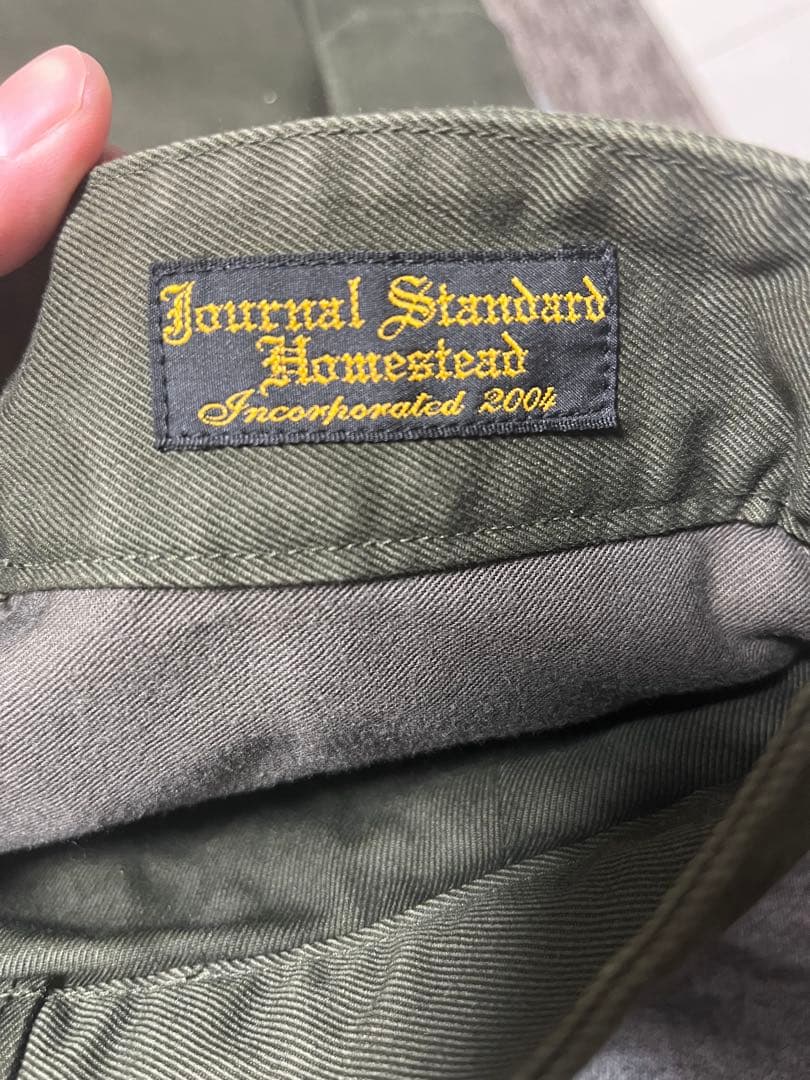 Journal Standard
Homestead
Incorporated 2004